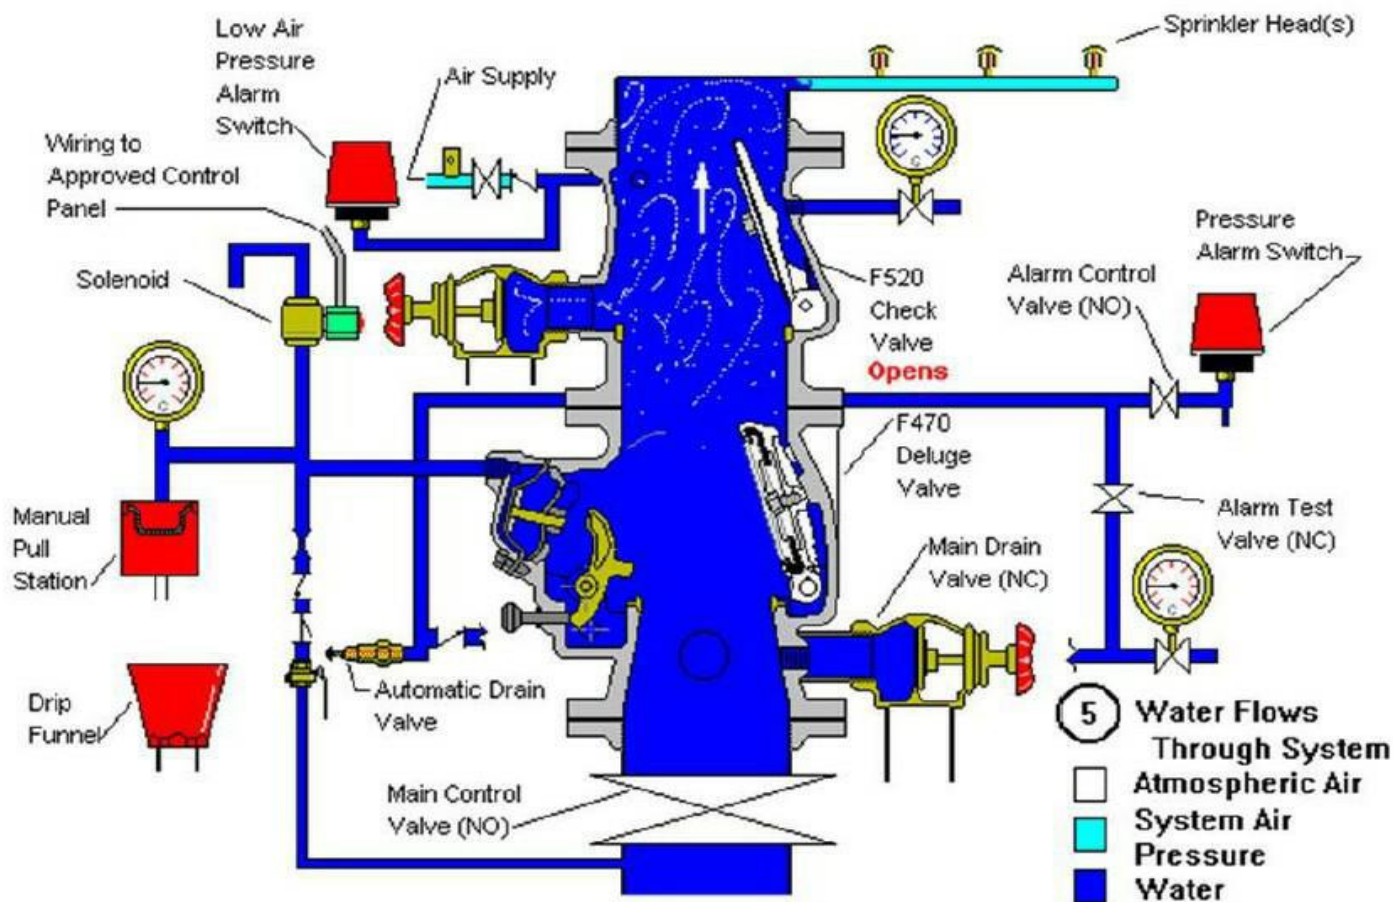 Sprinkler Head(s)
Low Air
Pressure
Alarm
Switch
Air Supply
Wiring to
Approved Control
Panel
Solenoid
Pressure
Alarm Switch
Alarm Control
Valve (NO)
F520
Check
Valve
Opens
F470
Deluge
Valve
Manual
Pull
Station
Alarm Test
Valve (NC)
Main Drain
Valve (NC)
Automatic Drain
Valve
Drip
Funnel
Main Control
Valve (NO)
5 Water Flows
Through System
Atmospheric Air
System Air
Pressure
Water
C
C
C